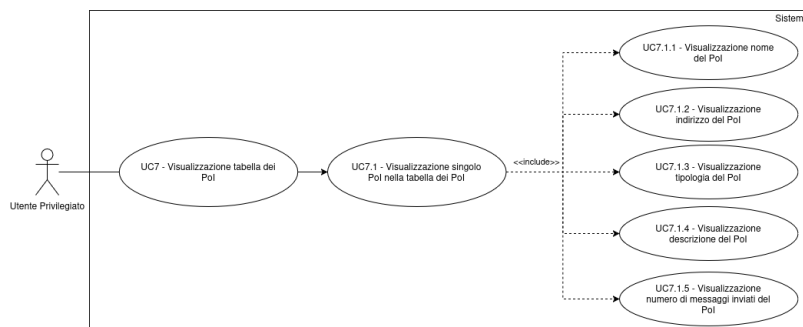 Sistema
UC7.1.1 - Visualizzazione nome
del PoI
UC7.1.2 - Visualizzazione
indirizzo del PoI
UC7 - Visualizzazione tabella dei
PoI
UC7.1 - Visualizzazione singolo
PoI nella tabella dei PoI
<<include>>
UC7.1.3 - Visualizzazione
tipologia del PoI
Utente Privilegiato
UC7.1.4 - Visualizzazione
descrizione del PoI
UC7.1.5 - Visualizzazione
numero di messaggi inviati del
PoI